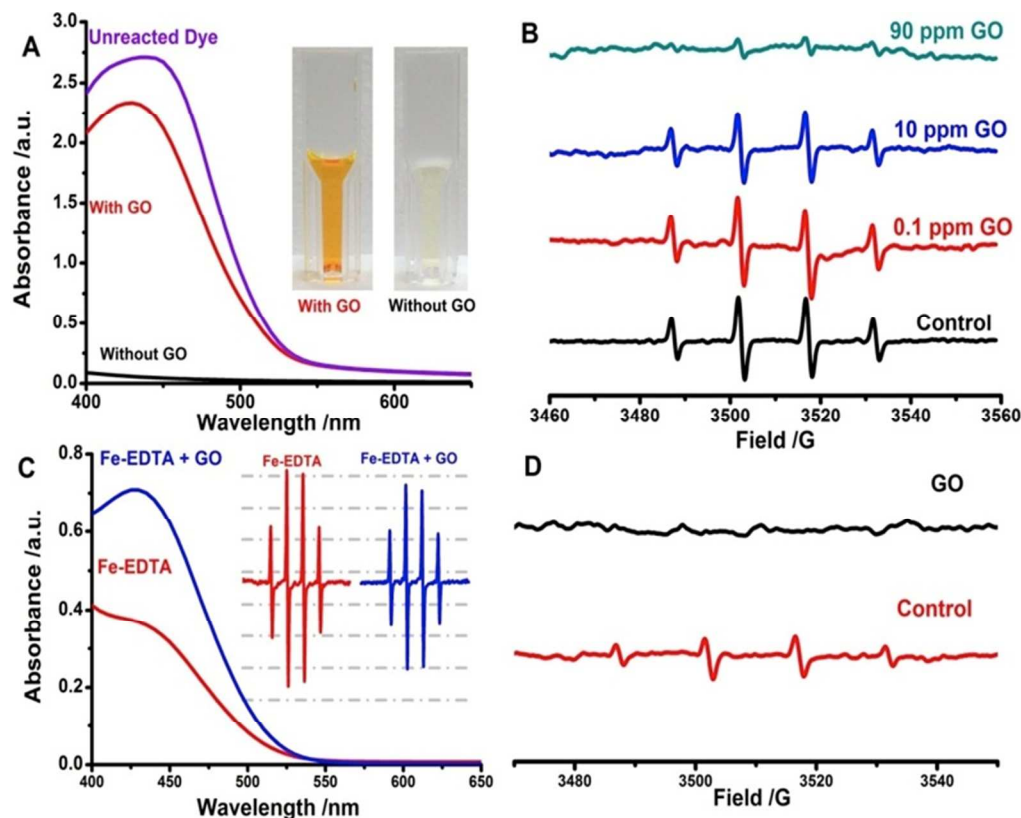 A
Unreacted Dye
With GO
Without GO
With GO
Without GO
Absorbance /a.u.
3.0
2.5
2.0
1.5
1.0
0.5
0.0
400
500
600
Wavelength /nm
B
90 ppm GO
10 ppm GO
0.1 ppm GO
Control
3460
3480
3500
3520
3540
3560
Field /G
C
Fe-EDTA + GO
Fe-EDTA
Fe-EDTA
Fe-EDTA + GO
Absorbance /a.u.
0.8
0.6
0.4
0.2
0.0
400
450
500
550
600
650
Wavelength /nm
D
GO
Control
3480
3500
3520
3540
Field /G